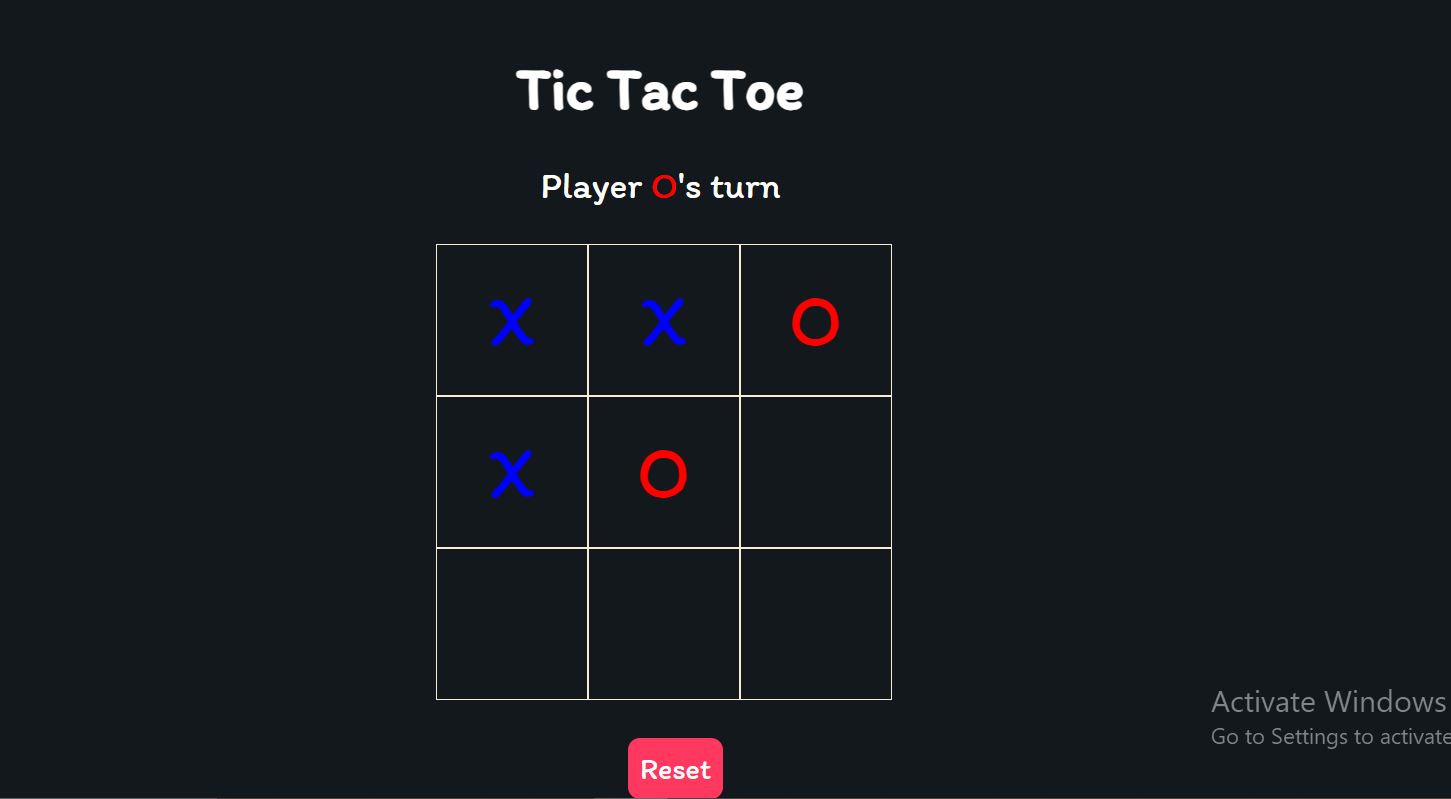 Tic Tac Toe
Player O's turn
X X O
X O
Reset
Activate Windows
Go to Settings to activate